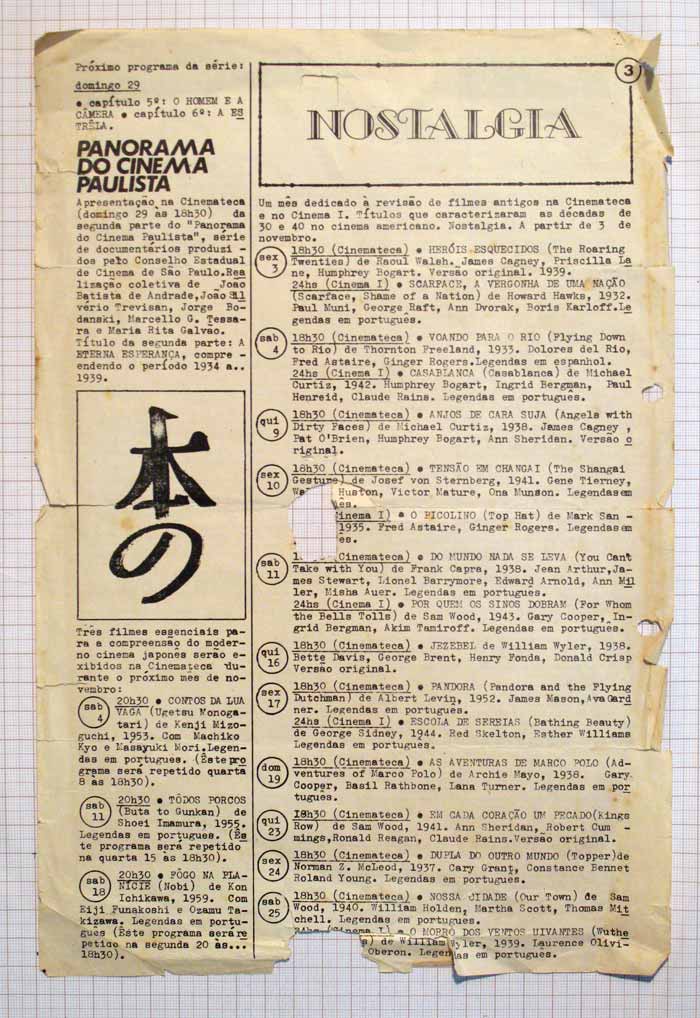 Próximo programa da série:
domingo 29
● capítulo 5º: O HOMEM E A
CÂMERA ● capítulo 6º: A ES
TRÊLA.
PANORAMA
DO CINEMA
PAULISTA
Apresentação na Cinemateca
(domingo 29 às 18h30) da
segunda parte do "Panorama
do Cinema Paulista", série
de documentários produzi -
dos pelo Conselho Estadual
de Cinema de São Paulo.Rea
lização coletiva de João
Batista de Andrade,João Sil
vério Trevisan, Jorge Bo-
danski, Marcello G. Tessa-
ra e Maria Rita Galvão.
Título da segunda parte: A
ETERNA ESPERANÇA, compre -
endendo o período 1934 a..
1939.
本
の
Três filmes essenciais pa-
ra a compreensão do moder-
no cinema japonês serão e-
xibidos na Cinemateca du-
rante o próximo mes de no-
vembro:
sab
4
20h30 ● CONTOS DA LUA
VAGA (Ugetsu Monoga-
tari) de Kenji Mizo-
guchi, 1953. Com Machiko
Kyo e Masayuki Mori.Legen-
das em portugues. (Êste pro
grama será repetido quarta
8 às 18h30).
sab
11
20h30 ● TÔDOS PORCOS
(Buta to Gunkan) de
Shoei Imamura, 1955.
Legendas em portugues. (Ês
te programa será repetido
na quarta 15 às 18h30).
sab
18
20h30 ● FÔGO NA PLA-
NÍCIE (Nobi) de Kon
Ichikawa, 1959. Com
Eiji Funakoshi e Ozamu Ta-
kizawa. Legendas em portu-
guês (Êste programa será re
petido na segunda 20 às...
18h30).
3
NOSTALGIA
Um mês dedicado à revisão de filmes antigos na Cinemateca
e no Cinema I. Títulos que caracterizaram as décadas de
30 e 40 no cinema americano. Nostalgia. A partir de 3 de
novembro.
sex
3
18h30 (Cinemateca) ● HERÓIS ESQUECIDOS (The Roaring
Twenties) de Raoul Walsh. James Cagney, Priscilla La
ne, Humphrey Bogart. Versão original. 1939.
24hs (Cinema I) ● SCARFACE, A VERGONHA DE UMA NAÇÃO
(Scarface, Shame of a Nation) de Howard Hawks, 1932.
Paul Muni, George Raft, Ann Dvorak, Boris Karloff.Le
gendas em português.
sab
4
18h30 (Cinemateca) ● VOANDO PARA O RIO (Flying Down
to Rio) de Thornton Freeland, 1933. Dolores del Rio,
Fred Astaire, Ginger Rogers.Legendas em espanhol.
24hs (Cinema I) ● CASABLANCA (Casablanca) de Michael
Curtiz, 1942. Humphrey Bogart, Ingrid Bergman, Paul
Henreid, Claude Rains. Legendas em português.
qui
9
18h30 (Cinemateca) ● ANJOS DE CARA SUJA (Angels with
Dirty Faces) de Michael Curtiz, 1938. James Cagney ,
Pat O'Brien, Humphrey Bogart, Ann Sheridan. Versão o
riginal.
sex
10
18h30 (Cinemateca) ● TENSÃO EM CHANGAI (The Shangai
Gesture) de Josef von Sternberg, 1941. Gene Tierney,
Huston, Victor Mature, Ona Munson. Legendas em
ês.
inema I) ● O PICOLINO (Top Hat) de Mark San -
1935. Fred Astaire, Ginger Rogers. Legendas em
es.
sab
11
Cinemateca) ● DO MUNDO NADA SE LEVA (You Cant
Take with You) de Frank Capra, 1938. Jean Arthur,Ja-
mes Stewart, Lionel Barrymore, Edward Arnold, Ann Mil
ler, Misha Auer. Legendas em portugues.
24hs (Cinema I) ● POR QUEM OS SINOS DOBRAM (For Whom
the Bells Tolls) de Sam Wood, 1943. Gary Cooper, In-
grid Bergman, Akim Tamiroff. Legendas em português.
qui
16
18h30 (Cinemateca) ● JEZEBEL de William Wyler, 1938.
Bette Davis, George Brent, Henry Fonda, Donald Crisp
Versão original.
sex
17
18h30 (Cinemateca) ● PANDORA (Pandora and the Flying
Dutchman) de Albert Levin, 1952. James Mason,Ava Gard
ner. Legendas em portugues.
24hs (Cinema I) ● ESCOLA DE SEREIAS (Bathing Beauty)
de George Sidney, 1944. Red Skelton, Esther Williams
Legendas em portugues.
dom
19
18h30 (Cinemateca) ● AS AVENTURAS DE MARCO POLO (Ad-
ventures of Marco Polo) de Archie Mayo, 1938. Gary
Cooper, Basil Rathbone, Lana Turner. Legendas em por
tugues.
qui
23
18h30 (Cinemateca) ● EM CADA CORAÇÃO UM PECADO(Kings
Row) de Sam Wood, 1941. Ann Sheridan, Robert Cum -
mings,Ronald Reagan, Claude Rains.Versão original.
sex
24
18h30 (Cinemateca) ● DUPLA DO OUTRO MUNDO (Topper)de
Norman Z. McLeod, 1937. Cary Grant, Constance Bennet
Roland Young. Legendas em portugues.
sab
25
18h30 (Cinemateca) ● NOSSA CIDADE (Our Town) de Sam
Wood, 1940. William Holden, Martha Scott, Thomas Mit
chell. Legendas em portugues.
24hs (Cinema I) ● O MORRO DOS VENTOS UIVANTES (Wuthe
s) de William Wyler, 1939. Laurence Olivi-
Oberon. Legendas em portugues.